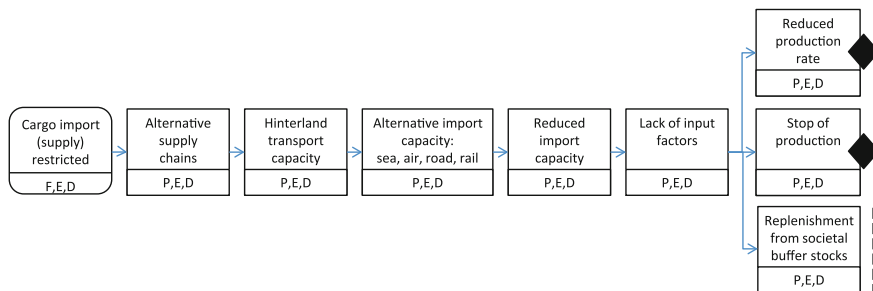 Cargo import
(supply)
restricted
F,E,D
Alternative
supply
chains
P,E,D
Hinterland
transport
capacity
P,E,D
Alternative import
capacity:
sea, air, road, rail
P,E,D
Reduced
import
capacity
P,E,D
Lack of input
factors
P,E,D
Reduced
production
rate
P,E,D
Stop of
production
P,E,D
Replenishment
from societal
buffer stocks
P,E,D